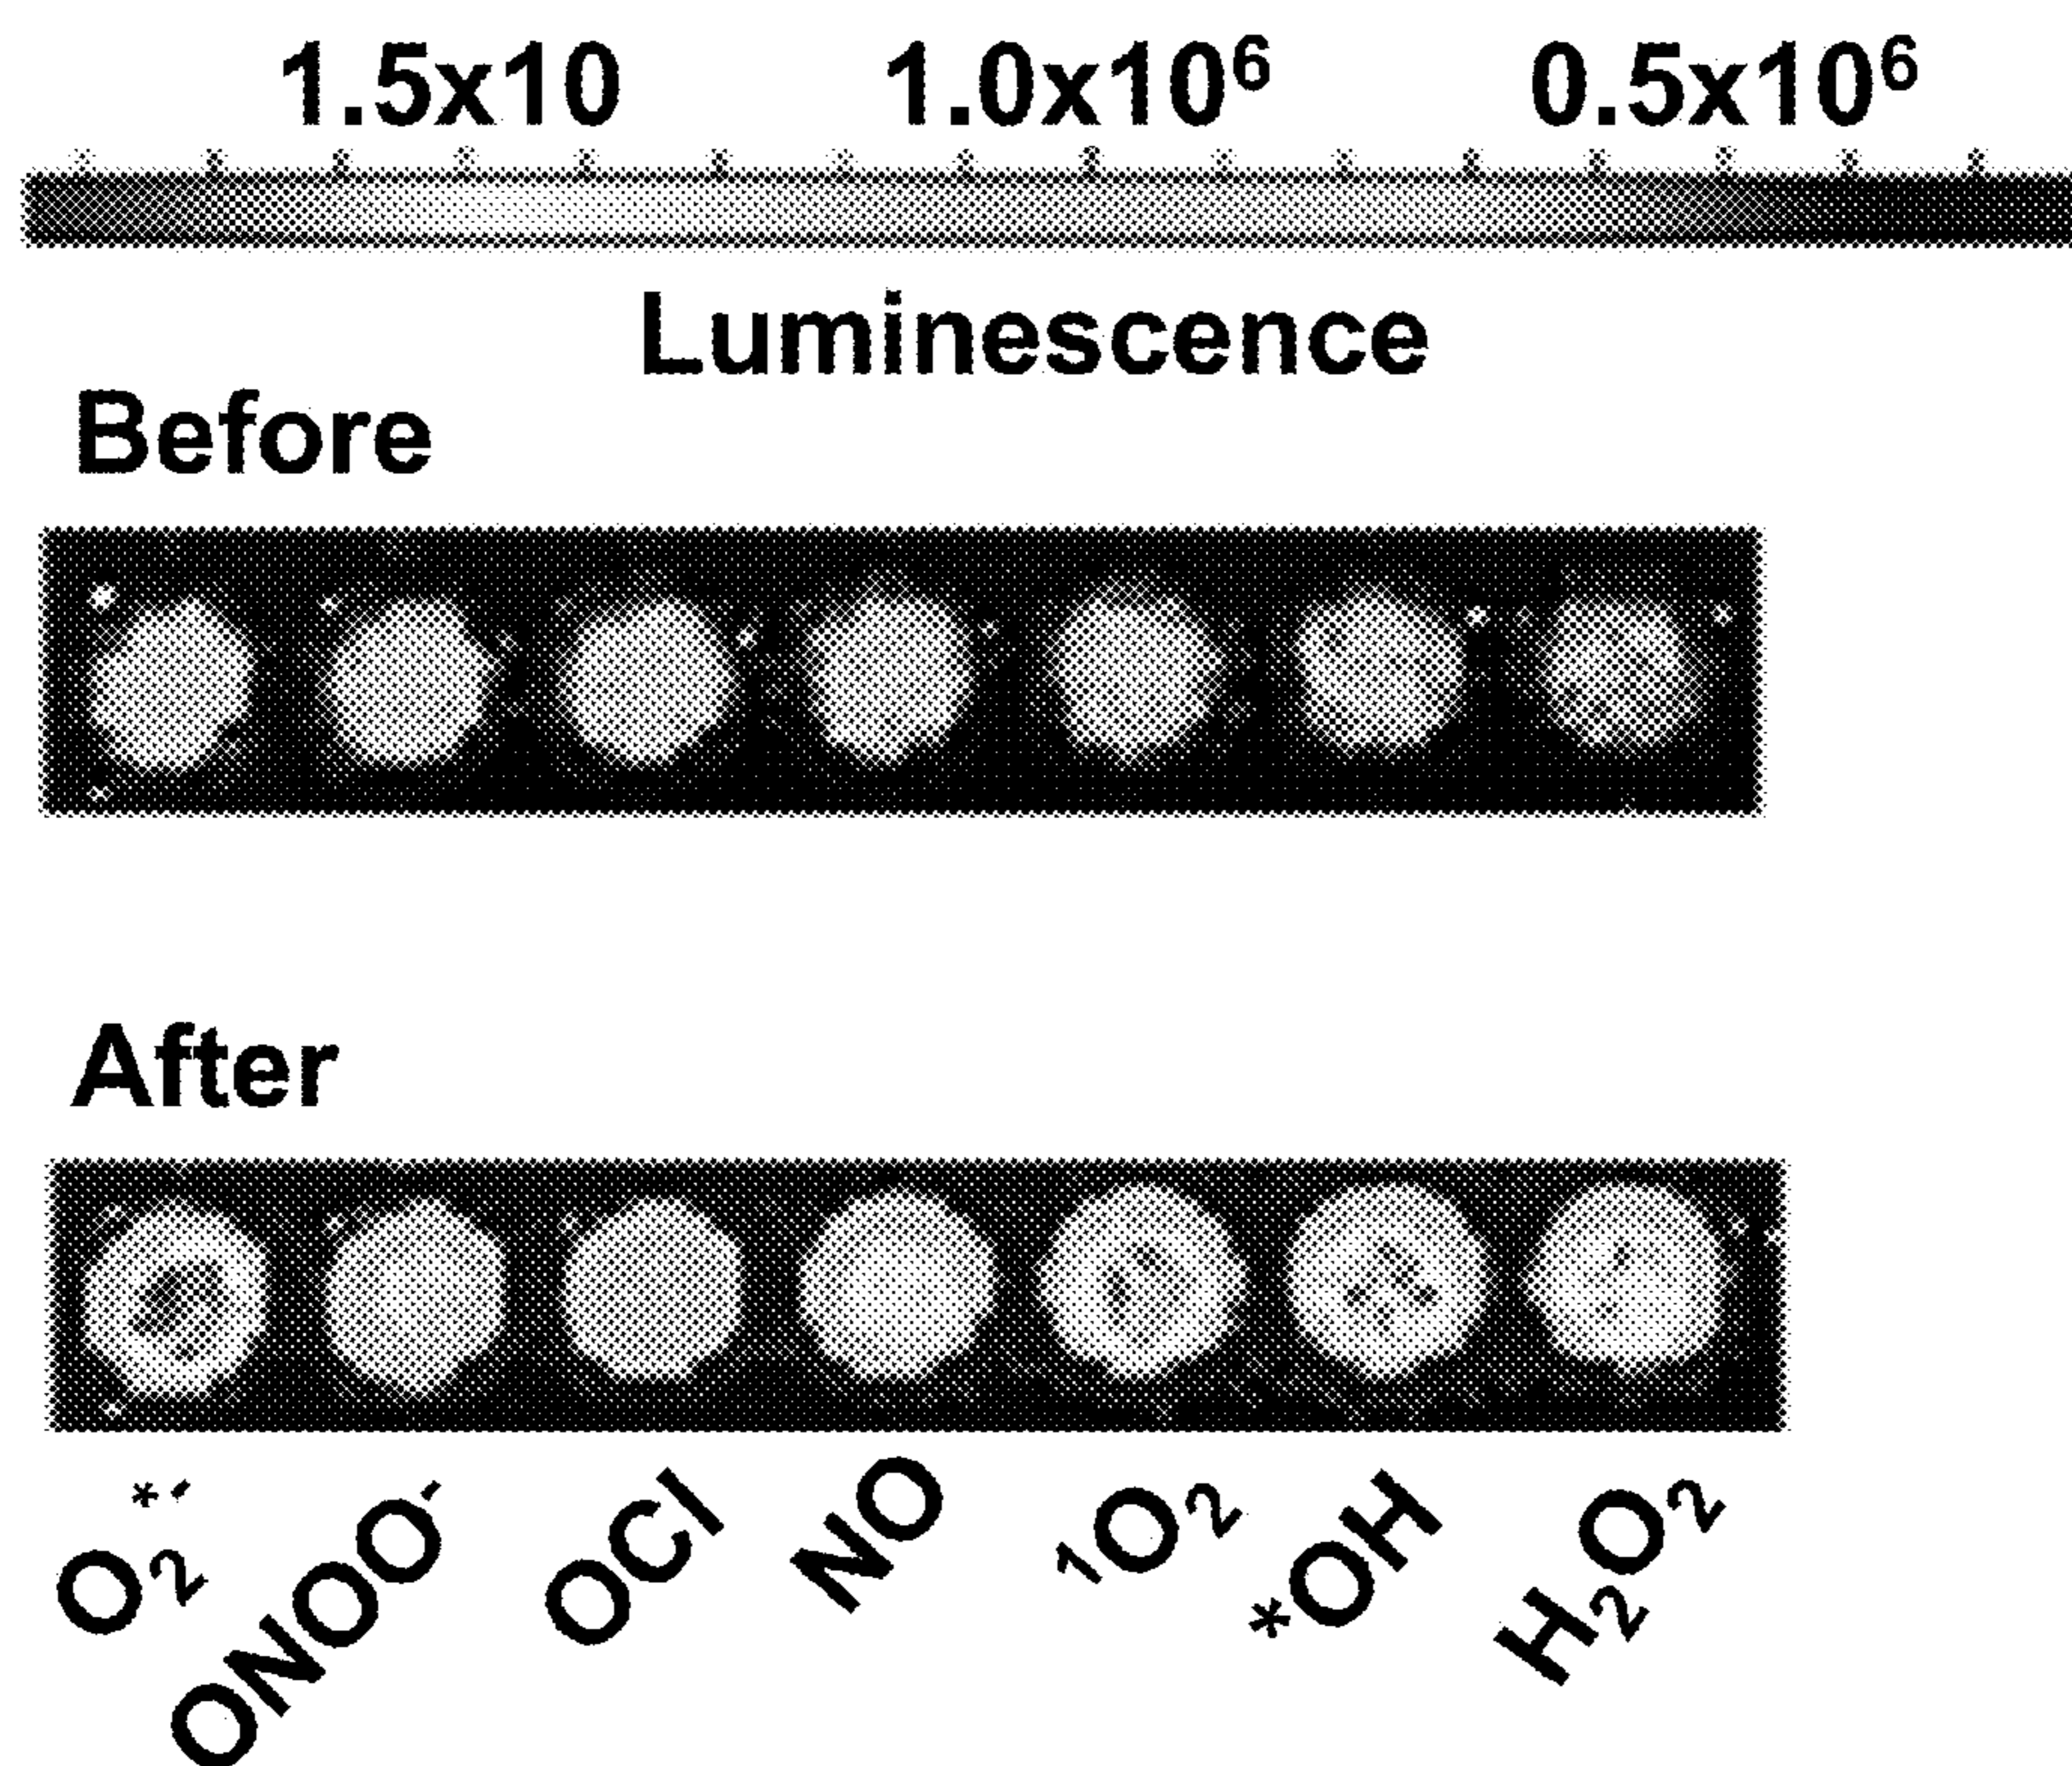 1.5x10 1.0x10⁶ 0.5x10⁶
Luminescence
Before
After
O₂*- ONOO- OCl NO ¹O₂ *OH H₂O₂